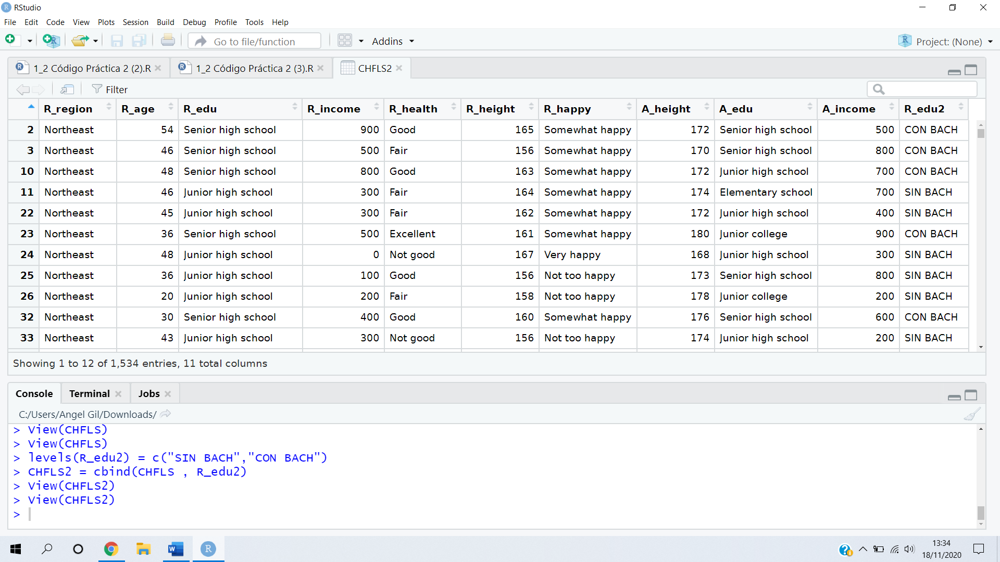 RStudio
File Edit Code View Plots Session Build Debug Profile Tools Help
Go to file/function Addins Project: (None)
1_2 Código Práctica 2 (2).R 1_2 Código Práctica 2 (3).R CHFLS2
Filter
R_region R_age R_edu R_income R_health R_height R_happy A_height A_edu A_income R_edu2
2 Northeast 54 Senior high school 900 Good 165 Somewhat happy 172 Senior high school 500 CON BACH
3 Northeast 46 Senior high school 500 Fair 156 Somewhat happy 170 Senior high school 800 CON BACH
10 Northeast 48 Senior high school 800 Good 163 Somewhat happy 172 Junior high school 700 CON BACH
11 Northeast 46 Junior high school 300 Fair 164 Somewhat happy 174 Elementary school 700 SIN BACH
22 Northeast 45 Junior high school 300 Fair 162 Somewhat happy 172 Junior high school 400 SIN BACH
23 Northeast 36 Senior high school 500 Excellent 161 Somewhat happy 180 Junior college 900 CON BACH
24 Northeast 48 Junior high school 0 Not good 167 Very happy 168 Junior high school 300 SIN BACH
25 Northeast 36 Junior high school 100 Good 156 Not too happy 173 Senior high school 800 SIN BACH
26 Northeast 20 Junior high school 200 Fair 158 Not too happy 178 Junior college 200 SIN BACH
32 Northeast 30 Senior high school 400 Good 160 Somewhat happy 176 Senior high school 600 CON BACH
33 Northeast 43 Junior high school 300 Not good 156 Not too happy 174 Junior high school 200 SIN BACH
Showing 1 to 12 of 1,534 entries, 11 total columns
Console Terminal Jobs
C:/Users/Angel Gil/Downloads/
> View(CHFLS)
> View(CHFLS)
> levels(R_edu2) = c("SIN BACH","CON BACH")
> CHFLS2 = cbind(CHFLS , R_edu2)
> View(CHFLS2)
> View(CHFLS2)
>
13:34
18/11/2020